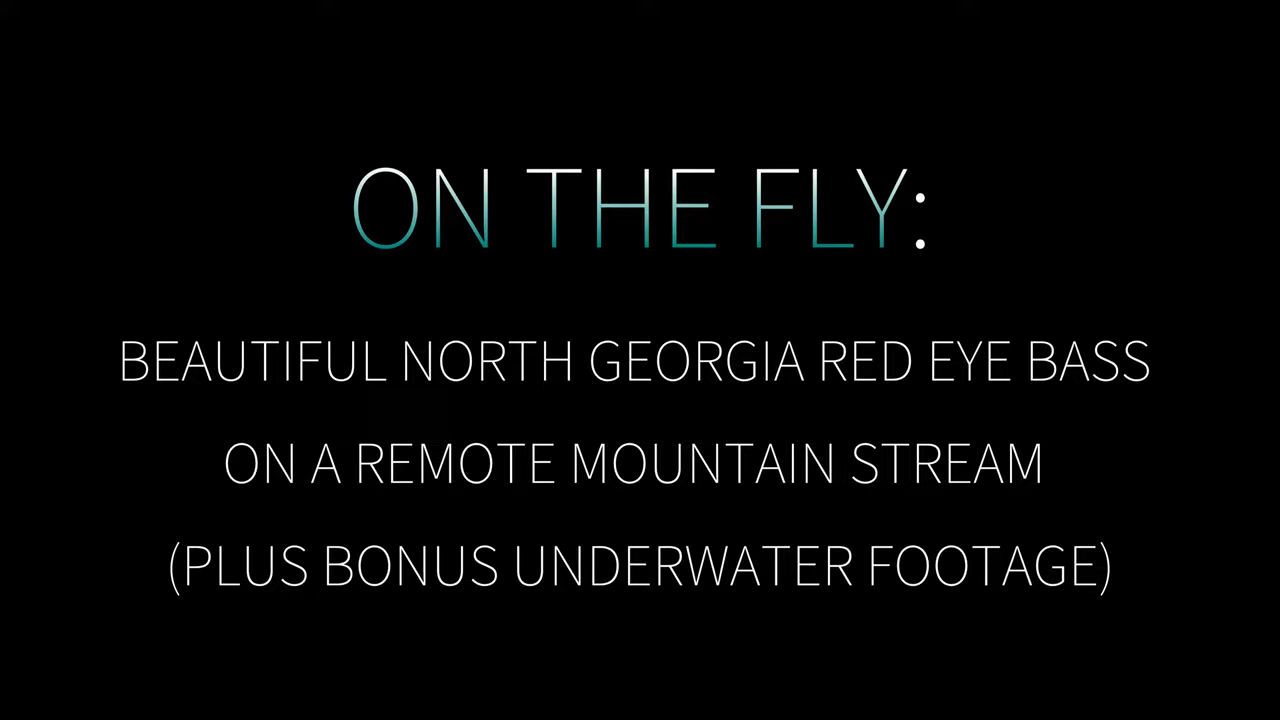 ON THE FLY:
BEAUTIFUL NORTH GEORGIA RED EYE BASS
ON A REMOTE MOUNTAIN STREAM
(PLUS BONUS UNDERWATER FOOTAGE)